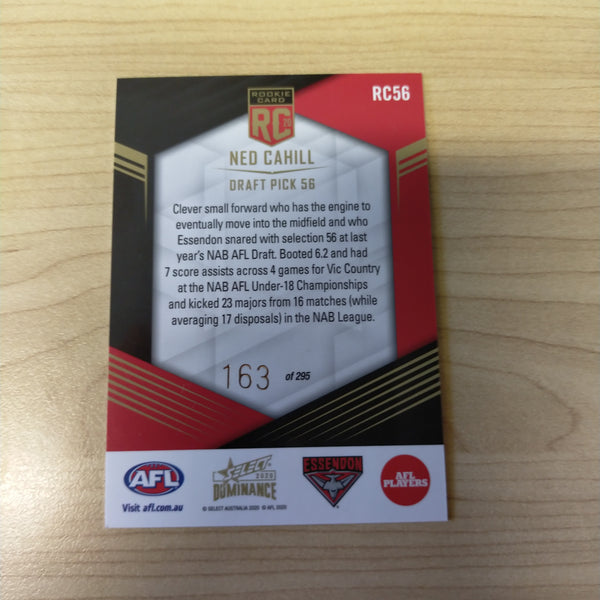 RC56
ROOKIE
CARD
RC 20
NED CAHILL
DRAFT PICK 56
Clever small forward who has the engine to
eventually move into the midfield and who
Essendon snared with selection 56 at last
year's NAB AFL Draft. Booted 6.2 and had
7 score assists across 4 games for Vic Country
at the NAB AFL Under-18 Championships
and kicked 23 majors from 16 matches (while
averaging 17 disposals) in the NAB League.
163 of 295
AFL
Visit afl.com.au
SELECT
2020
DOMINANCE
© SELECT AUSTRALIA 2020 © AFL 2020
ESSENDON
AFL
PLAYERS